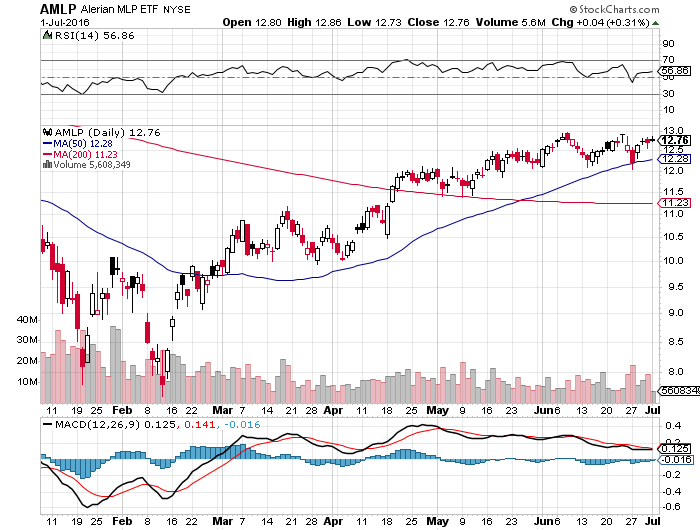 AMLP Alerian MLP ETF NYSE © StockCharts.com
1-Jul-2016 Open 12.80 High 12.86 Low 12.73 Close 12.76 Volume 5.6M Chg +0.04 (+0.31%)
RSI(14) 56.86
90
70
56.86
50
30
10
AMLP (Daily) 12.76
MA(50) 12.28
MA(200) 11.23
Volume 5,608,349
13.0
12.76
12.5
12.28
12.0
11.23
11.0
10.5
10.0
9.5
9.0
8.5
8.0
40M
30M
20M
10M
5608349
11 19 25 Feb 8 16 22 Mar 7 14 21 28 Apr 11 18 25 May 9 16 23 Jun 13 20 27 Jul
MACD(12,26,9) 0.125, 0.141, -0.016
0.4
0.2
0.125
-0.016
-0.2
-0.4
-0.6
11 19 25 Feb 8 16 22 Mar 7 14 21 28 Apr 11 18 25 May 9 16 23 Jun 13 20 27 Jul